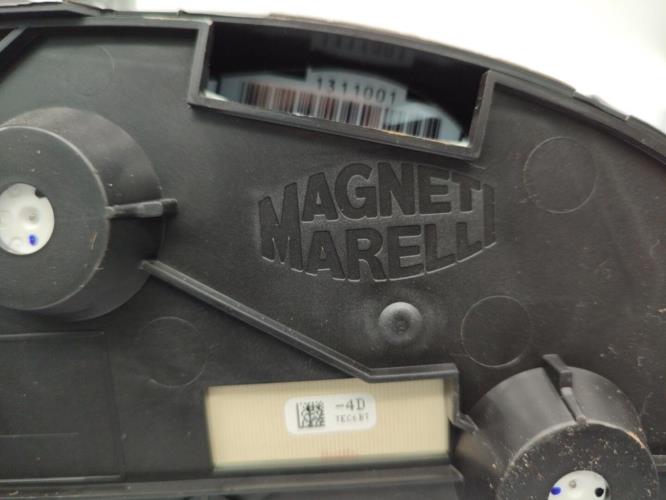 1311001
MAGNETI
MARELLI
-4D
TEC6BT